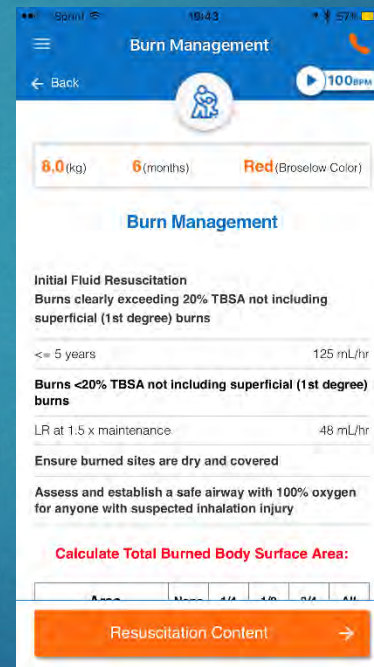 Sprint
19:43
57%
Burn Management
← Back
100BPM
8.0(kg) 6(months) Red(Broselow Color)
Burn Management
Initial Fluid Resuscitation
Burns clearly exceeding 20% TBSA not including
superficial (1st degree) burns
<= 5 years 125 mL/hr
Burns <20% TBSA not including superficial (1st degree)
burns
LR at 1.5 x maintenance 48 mL/hr
Ensure burned sites are dry and covered
Assess and establish a safe airway with 100% oxygen
for anyone with suspected inhalation injury
Calculate Total Burned Body Surface Area:
Resuscitation Content →